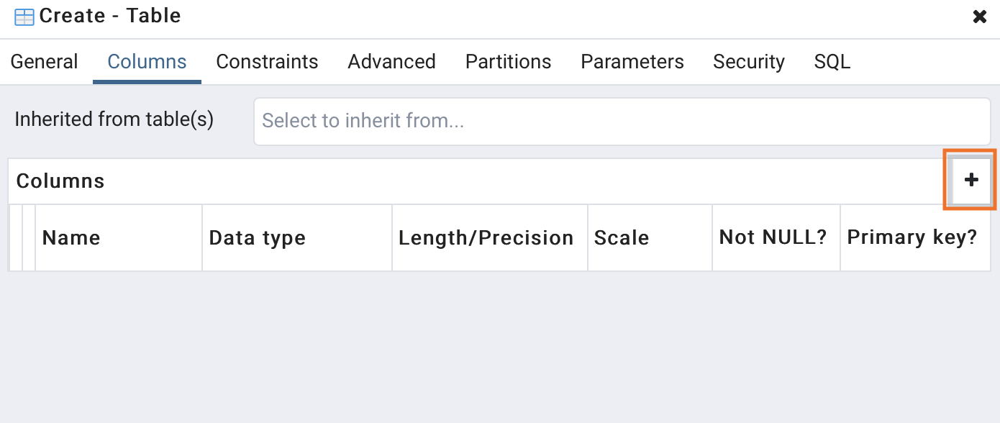 Create - Table
General Columns Constraints Advanced Partitions Parameters Security SQL
Inherited from table(s) Select to inherit from...
Columns
Name Data type Length/Precision Scale Not NULL? Primary key?